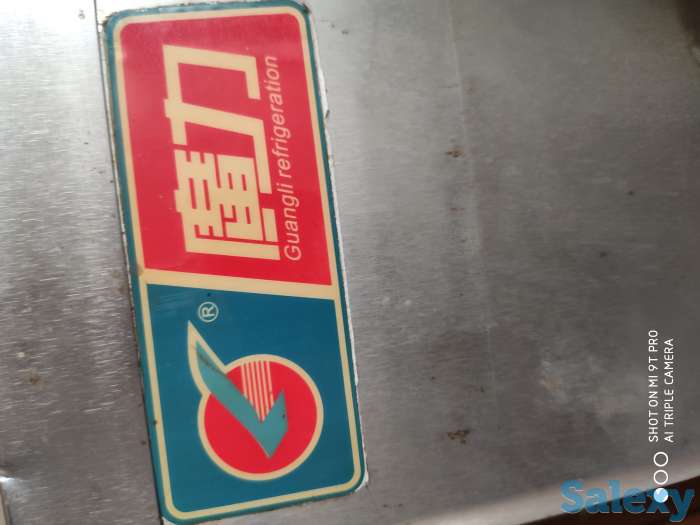 廣力
Guangli refrigeration
®
SHOT ON MI 9T PRO
AI TRIPLE CAMERA
Salexy